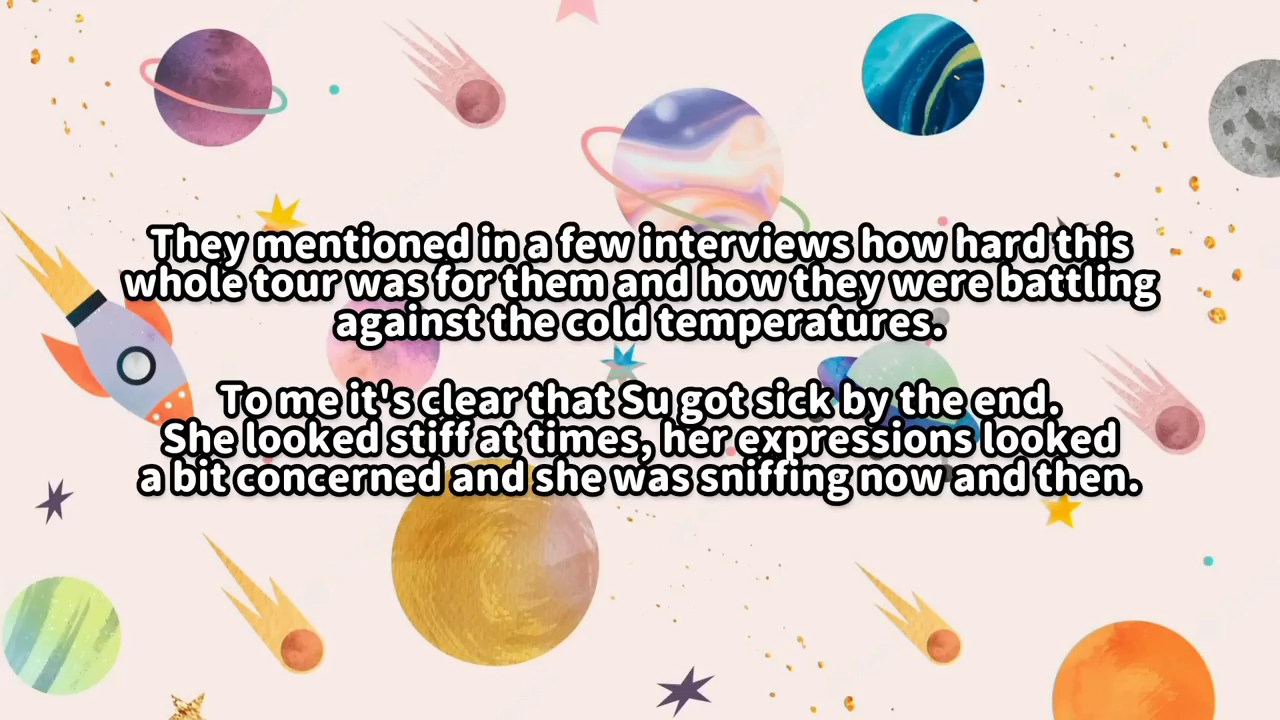 They mentioned in a few interviews how hard this
whole tour was for them and how they were battling
against the cold temperatures.
To me it's clear that Su got sick by the end.
She looked stiff at times, her expressions looked
a bit concerned and she was sniffing now and then.